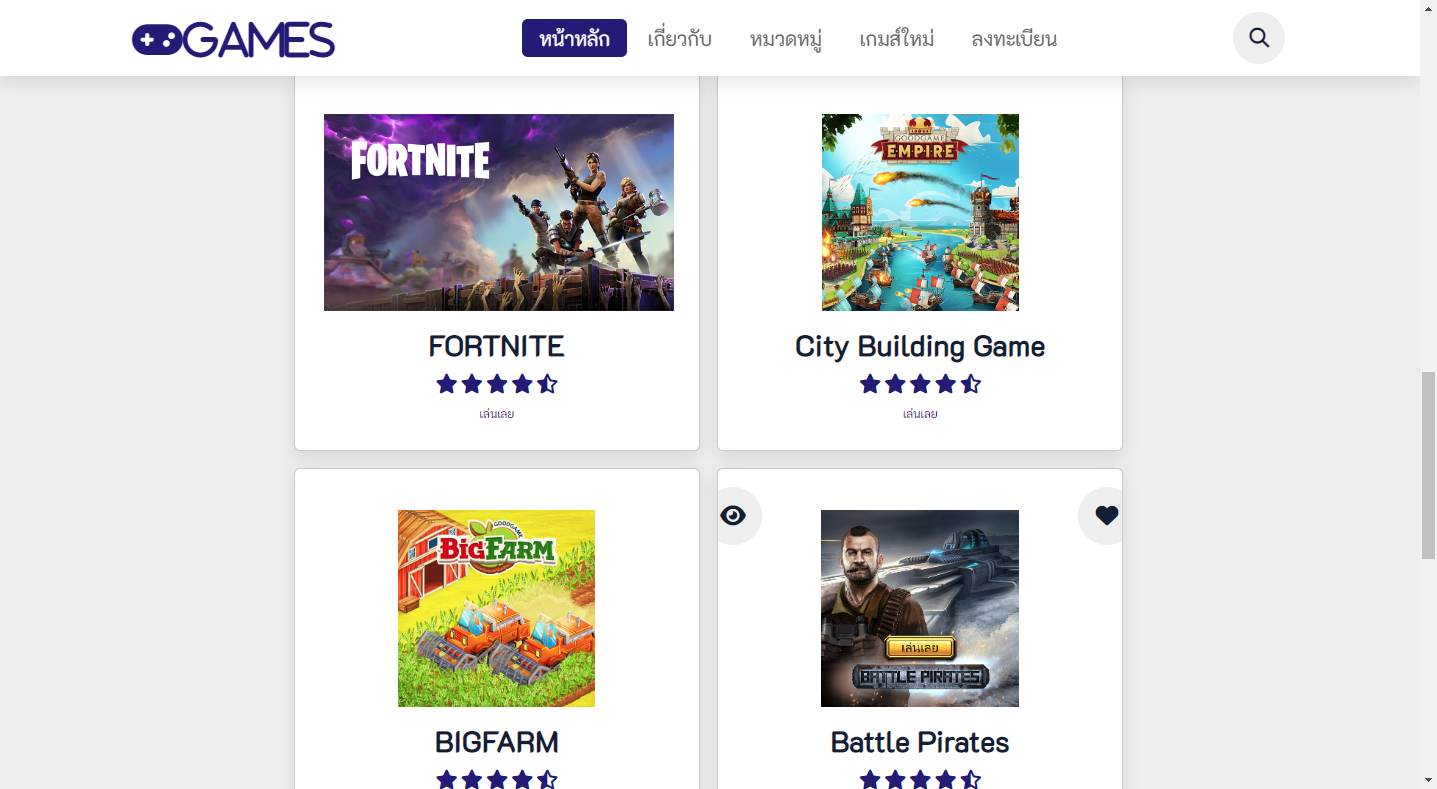 GAMES
หน้าหลัก เกี่ยวกับ หมวดหมู่ เกมส์ใหม่ ลงทะเบียน
FORTNITE
GOODGAME
EMPIRE
FORTNITE
City Building Game
เล่นเลย
เล่นเลย
GOODGAME
BIGFARM
เล่นเลย
BATTLE PIRATES
BIGFARM
Battle Pirates